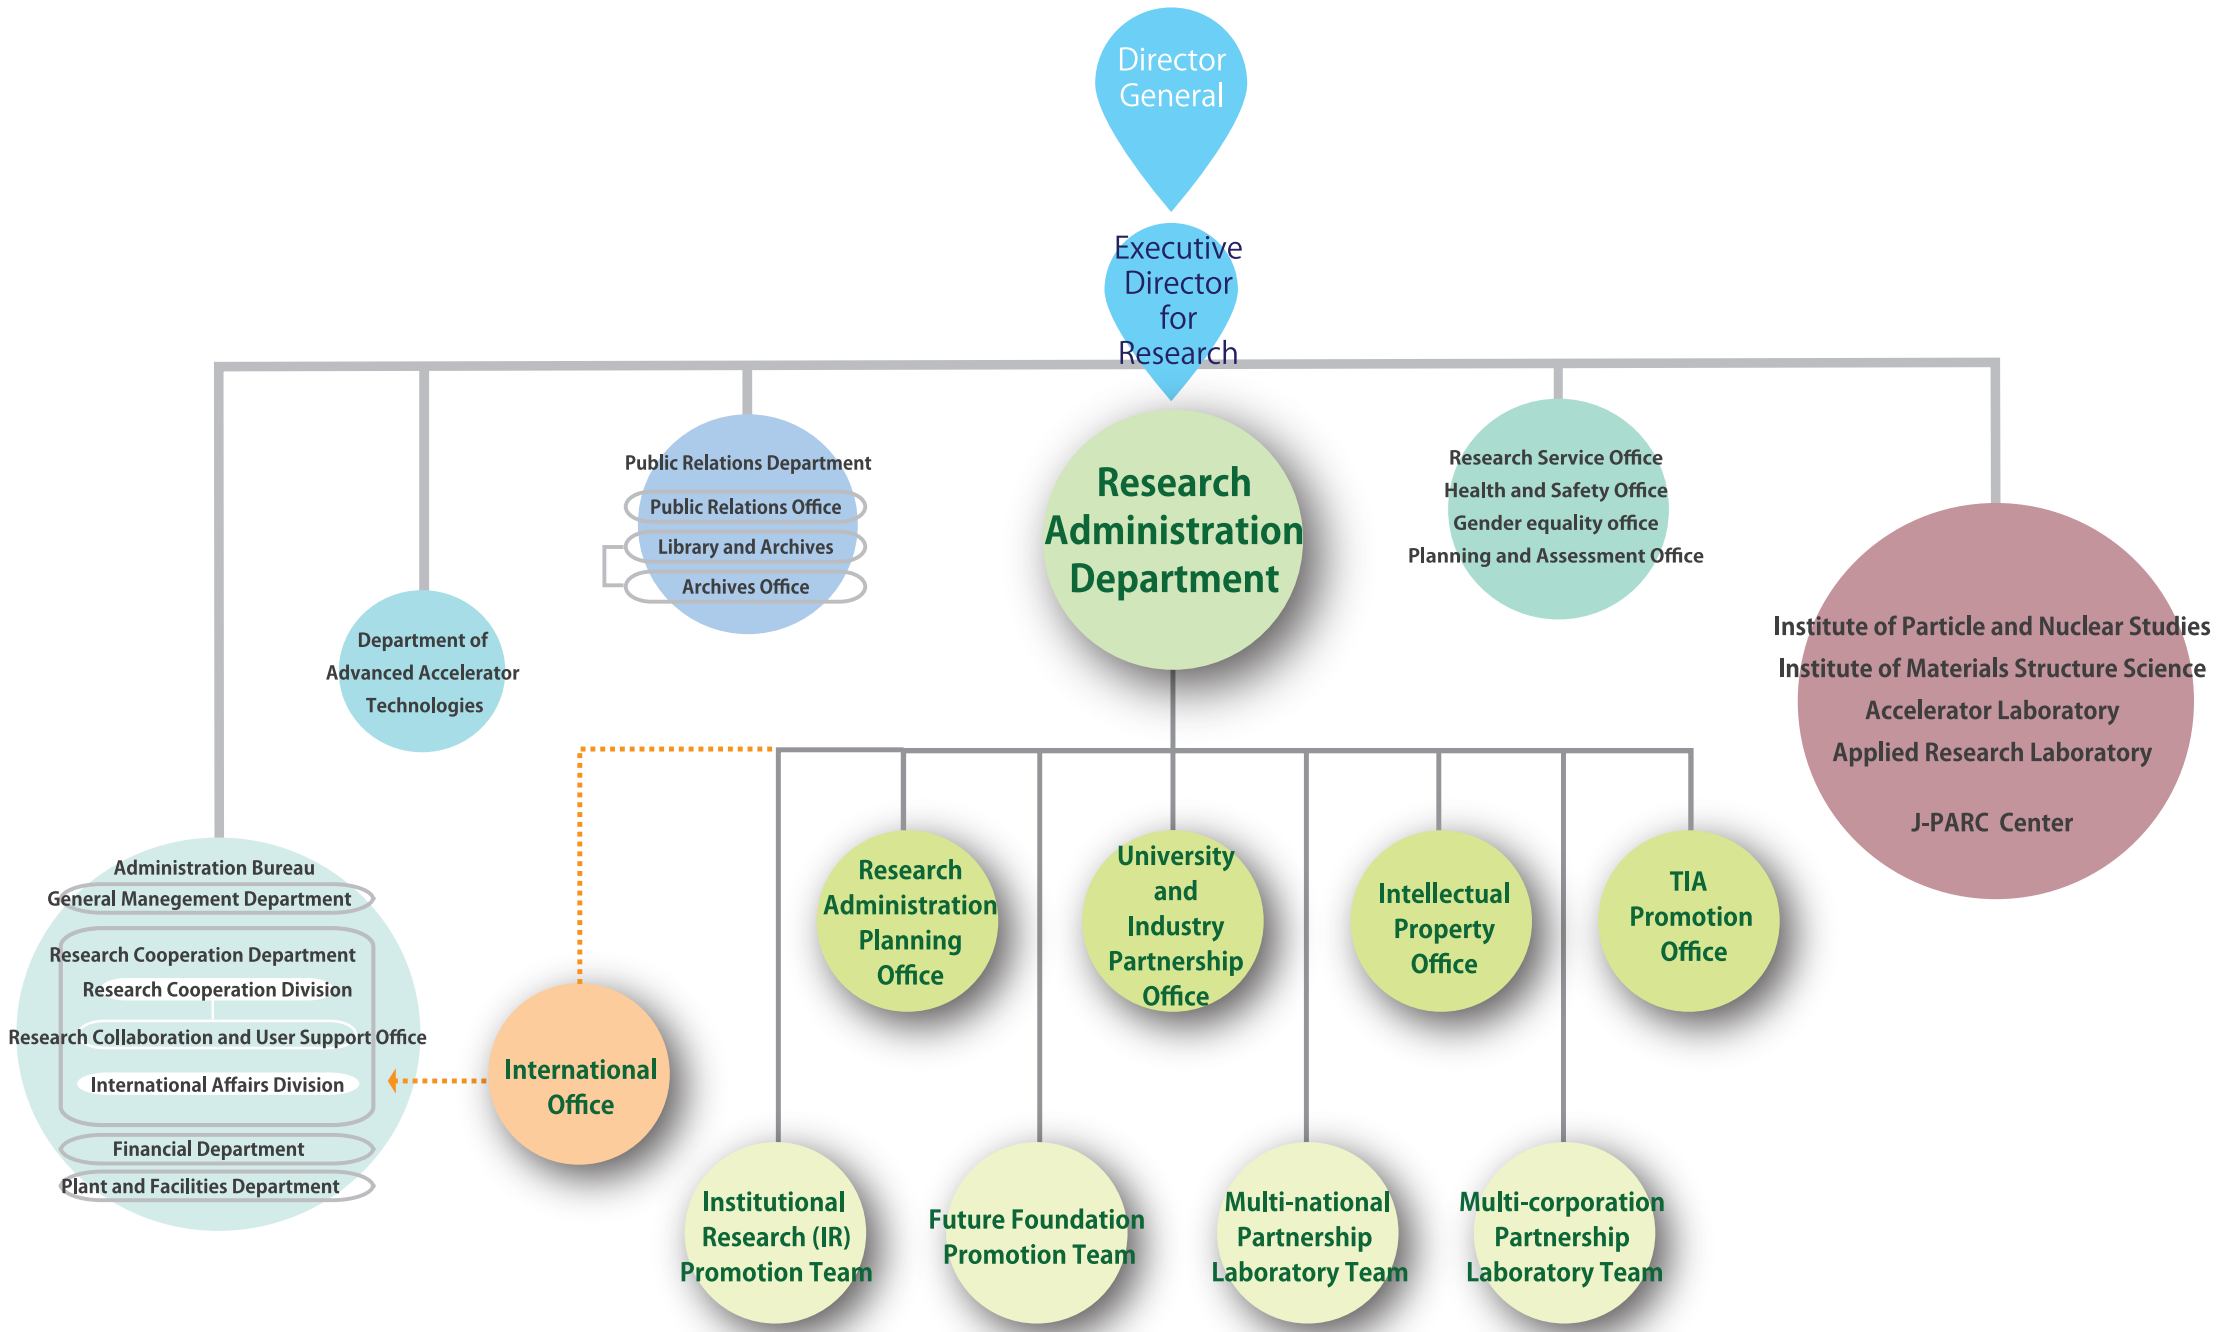 Director
General
Executive
Director
for
Research
Public Relations Department
Public Relations Office
Library and Archives
Archives Office
Research
Administration
Department
Research Service Office
Health and Safety Office
Gender equality office
Planning and Assessment Office
Department of
Advanced Accelerator
Technologies
Institute of Particle and Nuclear Studies
Institute of Materials Structure Science
Accelerator Laboratory
Applied Research Laboratory
J-PARC Center
Administration Bureau
General Manegement Department
Research Cooperation Department
Research Cooperation Division
Research Collaboration and User Support Office
International Affairs Division
Financial Department
Plant and Facilities Department
International
Office
Research
Administration
Planning
Office
University
and
Industry
Partnership
Office
Intellectual
Property
Office
TIA
Promotion
Office
Institutional
Research (IR)
Promotion Team
Future Foundation
Promotion Team
Multi-national
Partnership
Laboratory Team
Multi-corporation
Partnership
Laboratory Team